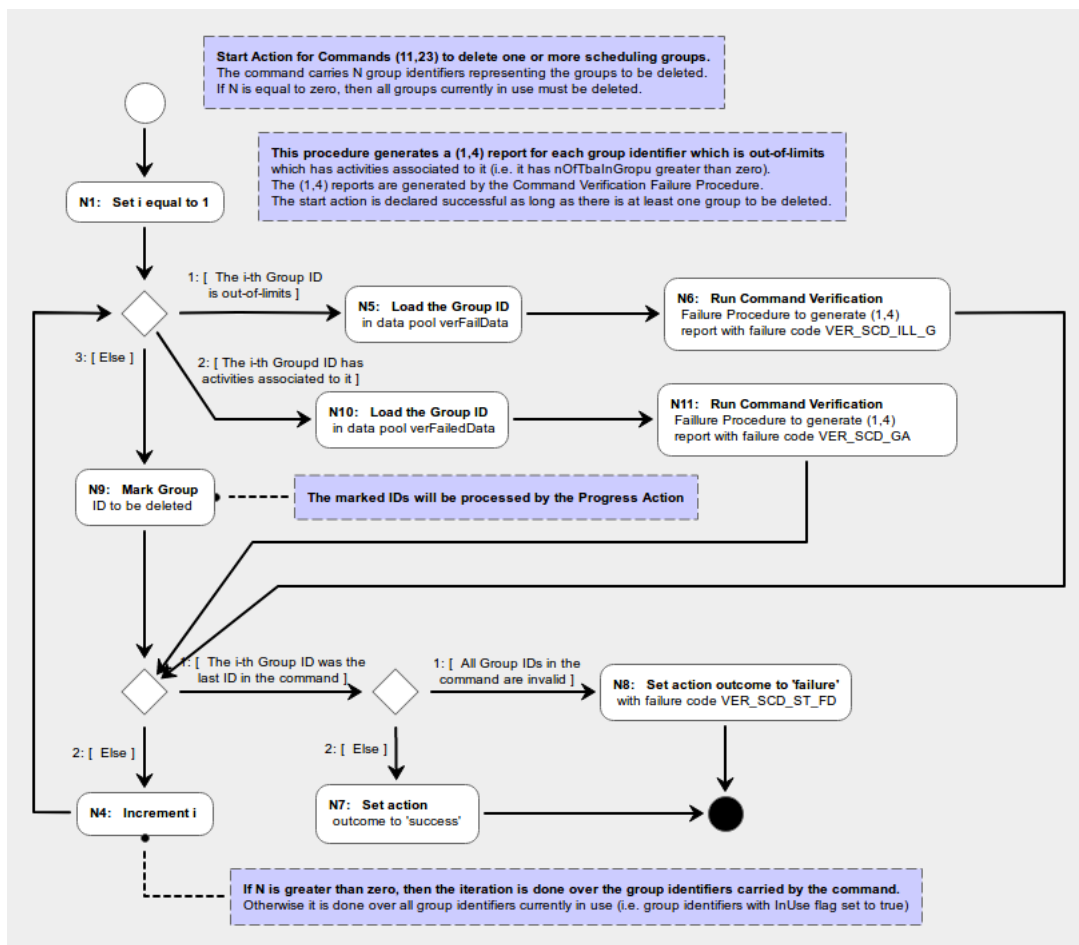 Start Action for Commands (11,23) to delete one or more scheduling groups.
The command carries N group identifiers representing the groups to be deleted.
If N is equal to zero, then all groups currently in use must be deleted.
This procedure generates a (1,4) report for each group identifier which is out-of-limits
which has activities associated to it (i.e. it has nOfTbaInGropu greater than zero).
The (1,4) reports are generated by the Command Verification Failure Procedure.
The start action is declared successful as long as there is at least one group to be deleted.
N1: Set i equal to 1
1: [ The i-th Group ID
is out-of-limits ]
N5: Load the Group ID
in data pool verFailData
N6: Run Command Verification
Failure Procedure to generate (1,4)
report with failure code VER_SCD_ILL_G
3: [ Else ]
2: [ The i-th Groupd ID has
activities associated to it ]
N10: Load the Group ID
in data pool verFailedData
N11: Run Command Verification
Faillure Procedure to generate (1,4)
report with failure code VER_SCD_GA
N9: Mark Group
ID to be deleted
The marked IDs will be processed by the Progress Action
1: [ The i-th Group ID was the
last ID in the command ]
1: [ All Group IDs in the
command are invalid ]
N8: Set action outcome to 'failure'
with failure code VER_SCD_ST_FD
2: [ Else ]
2: [ Else ]
N4: Increment i
N7: Set action
outcome to 'success'
If N is greater than zero, then the iteration is done over the group identifiers carried by the command.
Otherwise it is done over all group identifiers currently in use (i.e. group identifiers with InUse flag set to true)